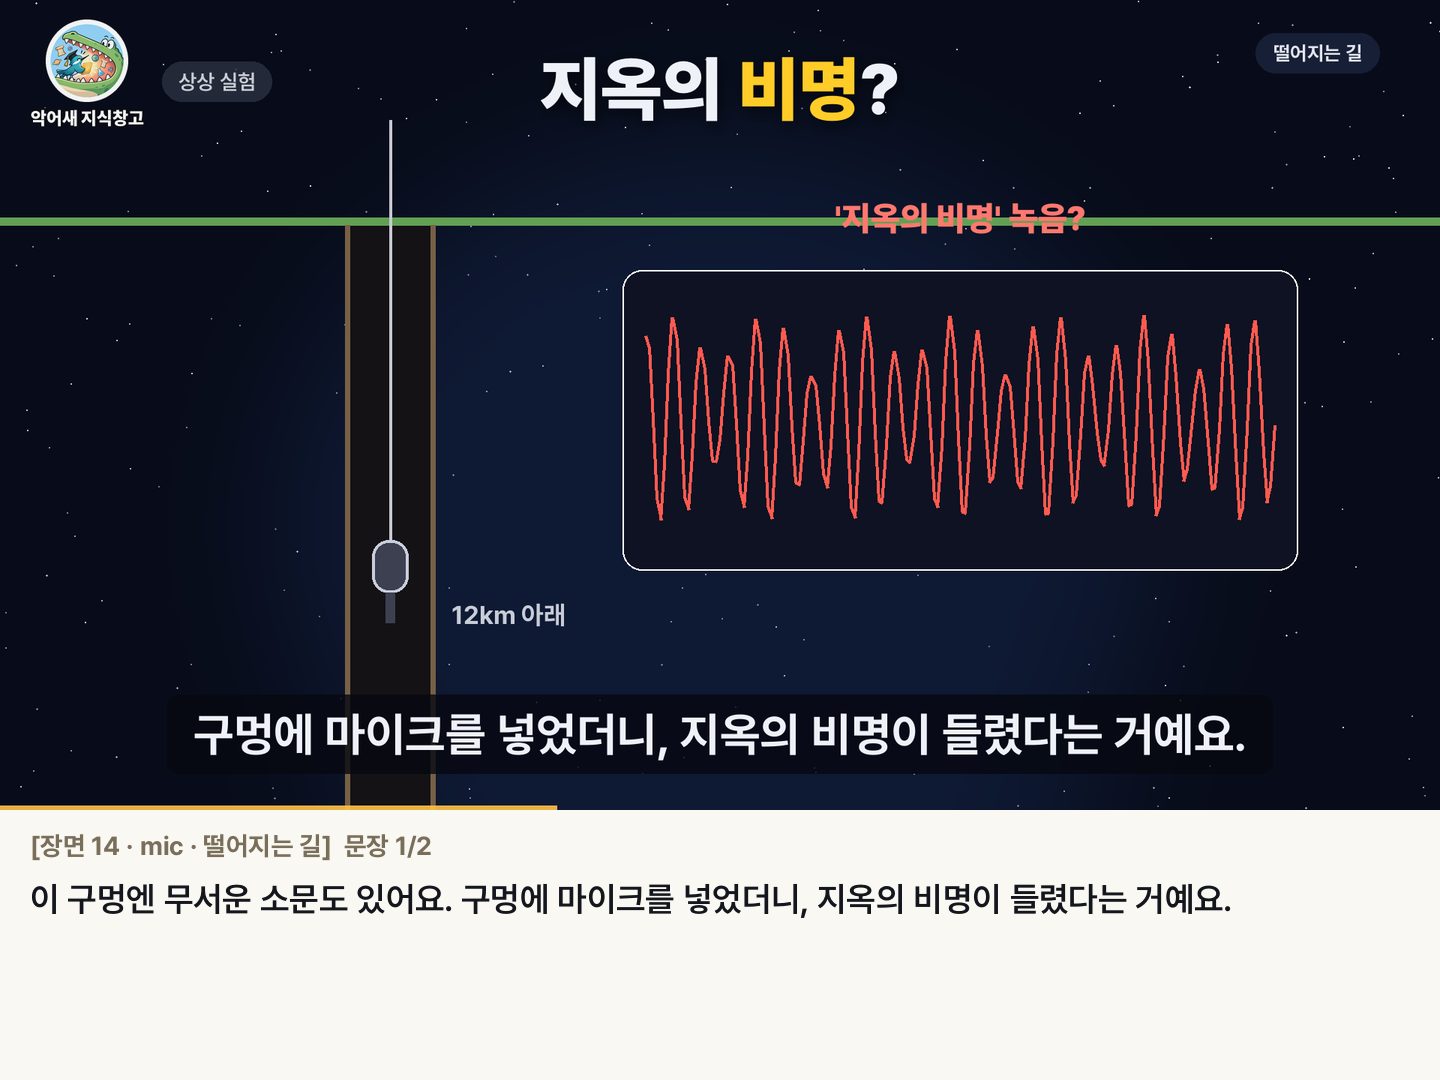 악어새 지식창고
상상 실험
지옥의 비명?
떨어지는 길
'지옥의 비명' 녹음?
12km 아래
구멍에 마이크를 넣었더니, 지옥의 비명이 들렸다는 거예요.
[장면 14 · mic · 떨어지는 길] 문장 1/2
이 구멍엔 무서운 소문도 있어요. 구멍에 마이크를 넣었더니, 지옥의 비명이 들렸다는 거예요.